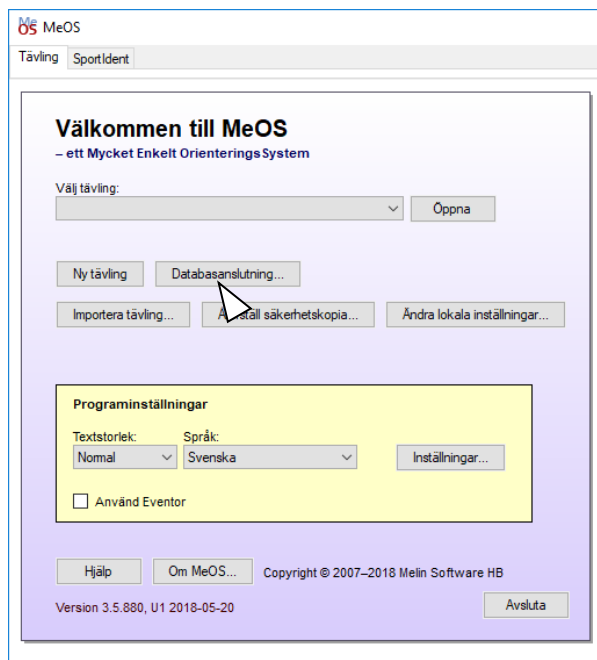 MeOS MeOS
Tävling SportIdent
Välkommen till MeOS
– ett Mycket Enkelt OrienteringsSystem
Välj tävling:
Öppna
Ny tävling Databasanslutning...
Importera tävling... säkerhetskopia... Ändra lokala inställningar...
Programinställningar
Textstorlek: Språk:
Normal Svenska Inställningar...
Använd Eventor
Hjälp Om MeOS... Copyright © 2007–2018 Melin Software HB
Version 3.5.880, U1 2018-05-20 Avsluta